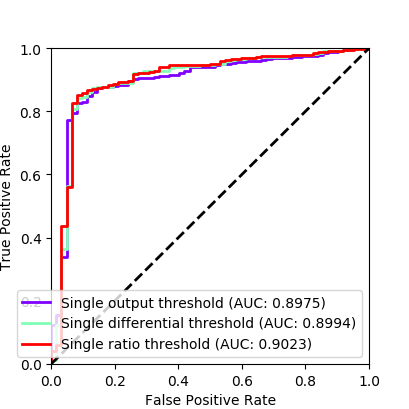 1.0
0.8
0.6
0.4
0.2
0.0
True Positive Rate
Single output threshold (AUC: 0.8975)
Single differential threshold (AUC: 0.8994)
Single ratio threshold (AUC: 0.9023)
0.0 0.2 0.4 0.6 0.8 1.0
False Positive Rate